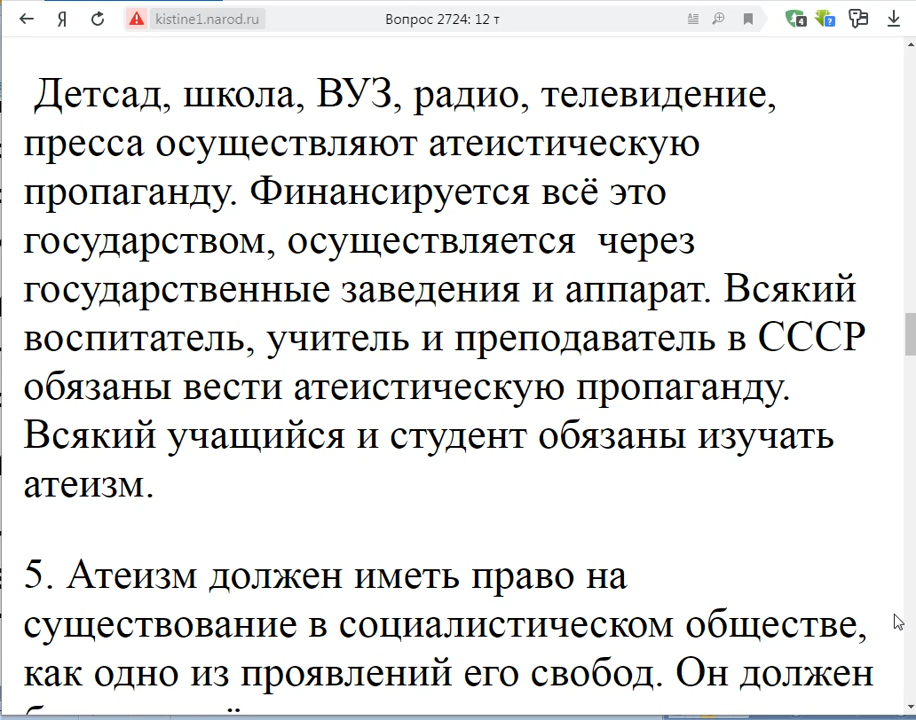 Я kistine1.narod.ru Вопрос 2724: 12 т 4 ?
Детсад, школа, ВУЗ, радио, телевидение,
пресса осуществляют атеистическую
пропаганду. Финансируется всё это
государством, осуществляется через
государственные заведения и аппарат. Всякий
воспитатель, учитель и преподаватель в СССР
обязаны вести атеистическую пропаганду.
Всякий учащийся и студент обязаны изучать
атеизм.
5. Атеизм должен иметь право на
существование в социалистическом обществе,
как одно из проявлений его свобод. Он должен